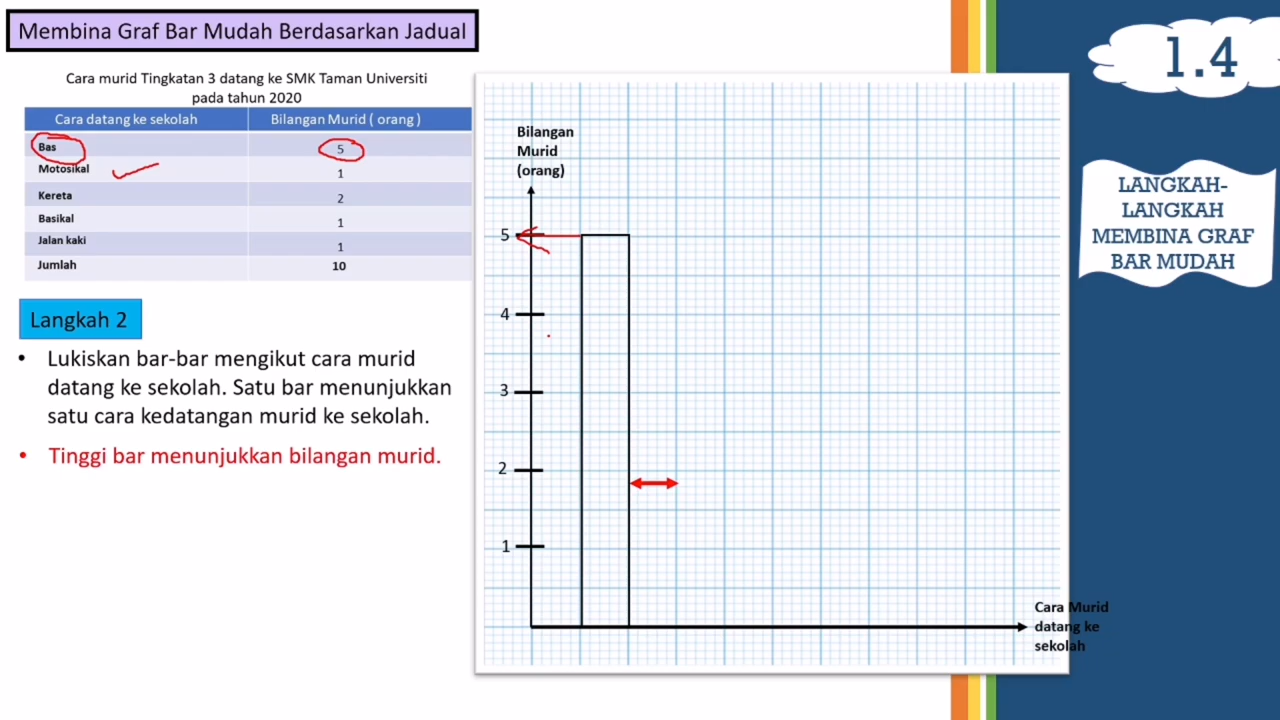 Membina Graf Bar Mudah Berdasarkan Jadual
Cara murid Tingkatan 3 datang ke SMK Taman Universiti
pada tahun 2020
Cara datang ke sekolah Bilangan Murid ( orang )
Bas 5
Motosikal 1
Kereta 2
Basikal 1
Jalan kaki 1
Jumlah 10
Langkah 2
• Lukiskan bar-bar mengikut cara murid
datang ke sekolah. Satu bar menunjukkan
satu cara kedatangan murid ke sekolah.
• Tinggi bar menunjukkan bilangan murid.
Bilangan
Murid
(orang)
5
4
3
2
1
Cara Murid
datang ke
sekolah
1.4
LANGKAH-
LANGKAH
MEMBINA GRAF
BAR MUDAH